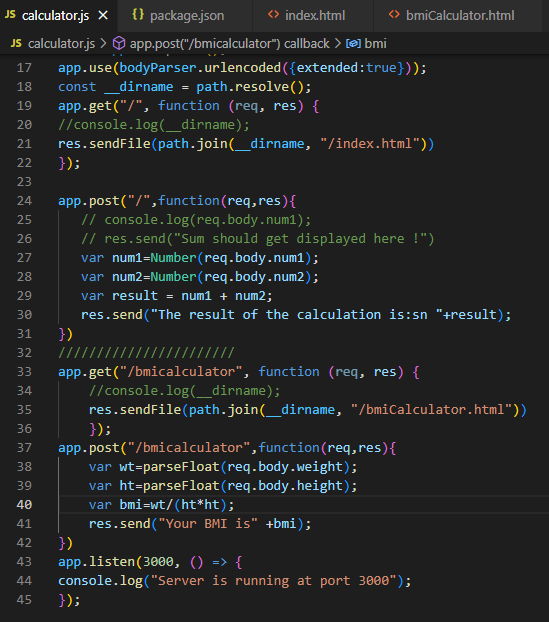 JS calculator.js × {} package.json <> index.html <> bmiCalculator.html
JS calculator.js > app.post("/bmicalculator") callback > bmi
17 app.use(bodyParser.urlencoded({extended:true}));
18 const __dirname = path.resolve();
19 app.get("/", function (req, res) {
20 //console.log(__dirname);
21 res.sendFile(path.join(__dirname, "/index.html"))
22 });
23
24 app.post("/",function(req,res){
25 // console.log(req.body.num1);
26 // res.send("Sum should get displayed here !")
27 var num1=Number(req.body.num1);
28 var num2=Number(req.body.num2);
29 var result = num1 + num2;
30 res.send("The result of the calculation is:sn "+result);
31 })
32 ///////////////////////
33 app.get("/bmicalculator", function (req, res) {
34 //console.log(__dirname);
35 res.sendFile(path.join(__dirname, "/bmiCalculator.html"))
36 });
37 app.post("/bmicalculator",function(req,res){
38 var wt=parseFloat(req.body.weight);
39 var ht=parseFloat(req.body.height);
40 var bmi=wt/(ht*ht);
41 res.send("Your BMI is" +bmi);
42 })
43 app.listen(3000, () => {
44 console.log("Server is running at port 3000");
45 });